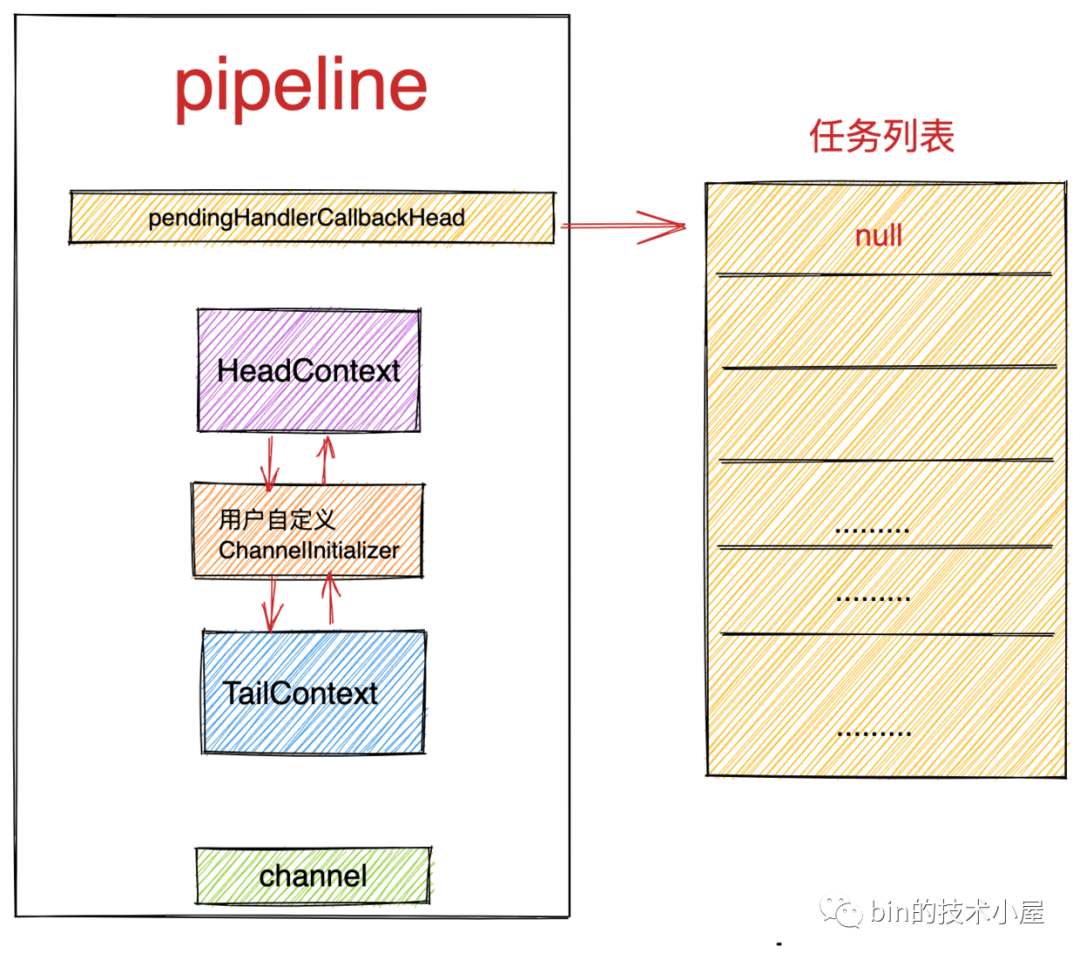 pipeline
pendingHandlerCallbackHead
HeadContext
用户自定义
ChannelInitializer
TailContext
channel
任务列表
null
.........
.........
.........
bin的技术小屋